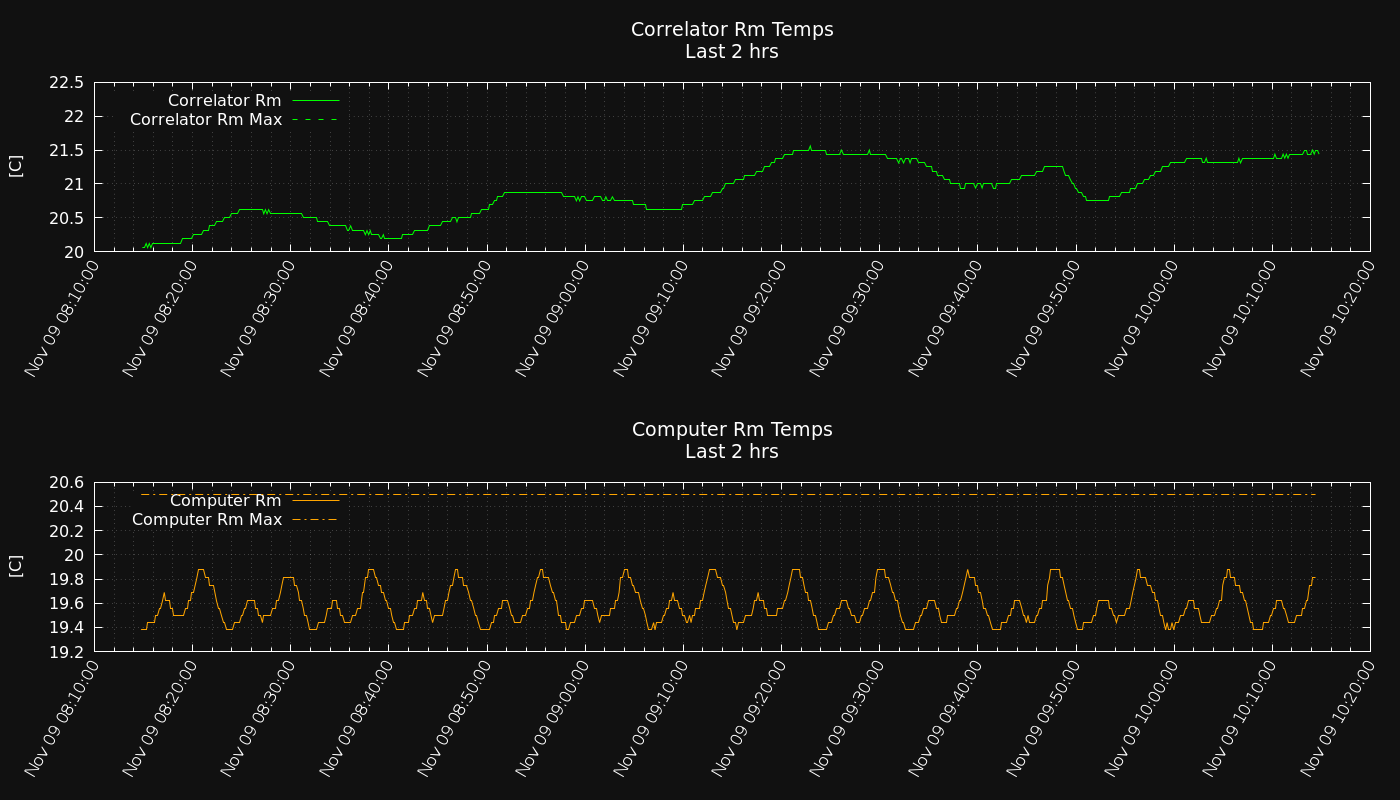 Correlator Rm Temps
Last 2 hrs
22.5
22
21.5
21
20.5
20
[C]
Correlator Rm
Correlator Rm Max
Nov 09 08:10:00
Nov 09 08:20:00
Nov 09 08:30:00
Nov 09 08:40:00
Nov 09 08:50:00
Nov 09 09:00:00
Nov 09 09:10:00
Nov 09 09:20:00
Nov 09 09:30:00
Nov 09 09:40:00
Nov 09 09:50:00
Nov 09 10:00:00
Nov 09 10:10:00
Nov 09 10:20:00
Computer Rm Temps
Last 2 hrs
20.6
20.4
20.2
20
19.8
19.6
19.4
19.2
[C]
Computer Rm
Computer Rm Max
Nov 09 08:10:00
Nov 09 08:20:00
Nov 09 08:30:00
Nov 09 08:40:00
Nov 09 08:50:00
Nov 09 09:00:00
Nov 09 09:10:00
Nov 09 09:20:00
Nov 09 09:30:00
Nov 09 09:40:00
Nov 09 09:50:00
Nov 09 10:00:00
Nov 09 10:10:00
Nov 09 10:20:00